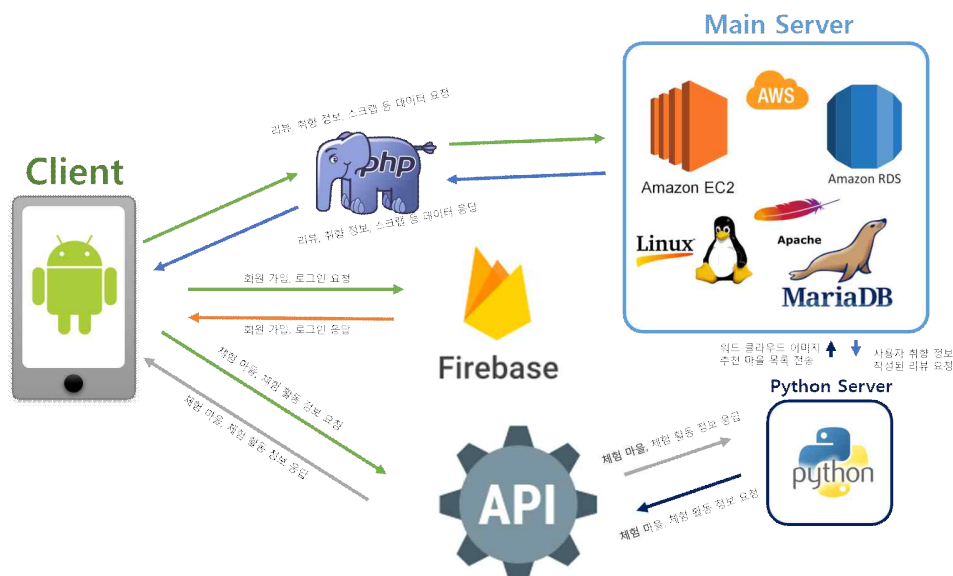 Main Server
리뷰, 취향 정보, 스크랩 등 데이터 요청
AWS
php
Client
Amazon EC2
Amazon RDS
리뷰, 취향 정보, 스크랩 등 데이터 응답
Linux
Apache
MariaDB
회원 가입, 로그인 요청
회원 가입, 로그인 응답
Firebase
워드 클라우드 이미지
추천 마을 목록 전송
사용자 취향 정보
작성된 리뷰 요청
체험 마을, 체험 활동 정보 요청
체험 마을, 체험 활동 정보 응답
Python Server
체험 마을, 체험 활동 정보 응답
python
API
체험 마을, 체험 활동 정보 요청